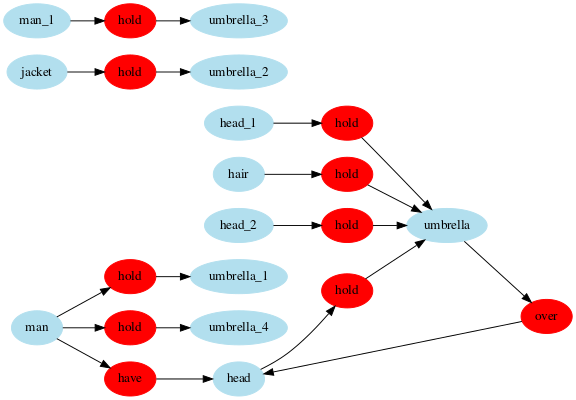 man_1 hold umbrella_3
jacket hold umbrella_2
head_1 hold
hair hold
head_2 hold umbrella
man hold umbrella_1
hold
hold umbrella_4
over
have head